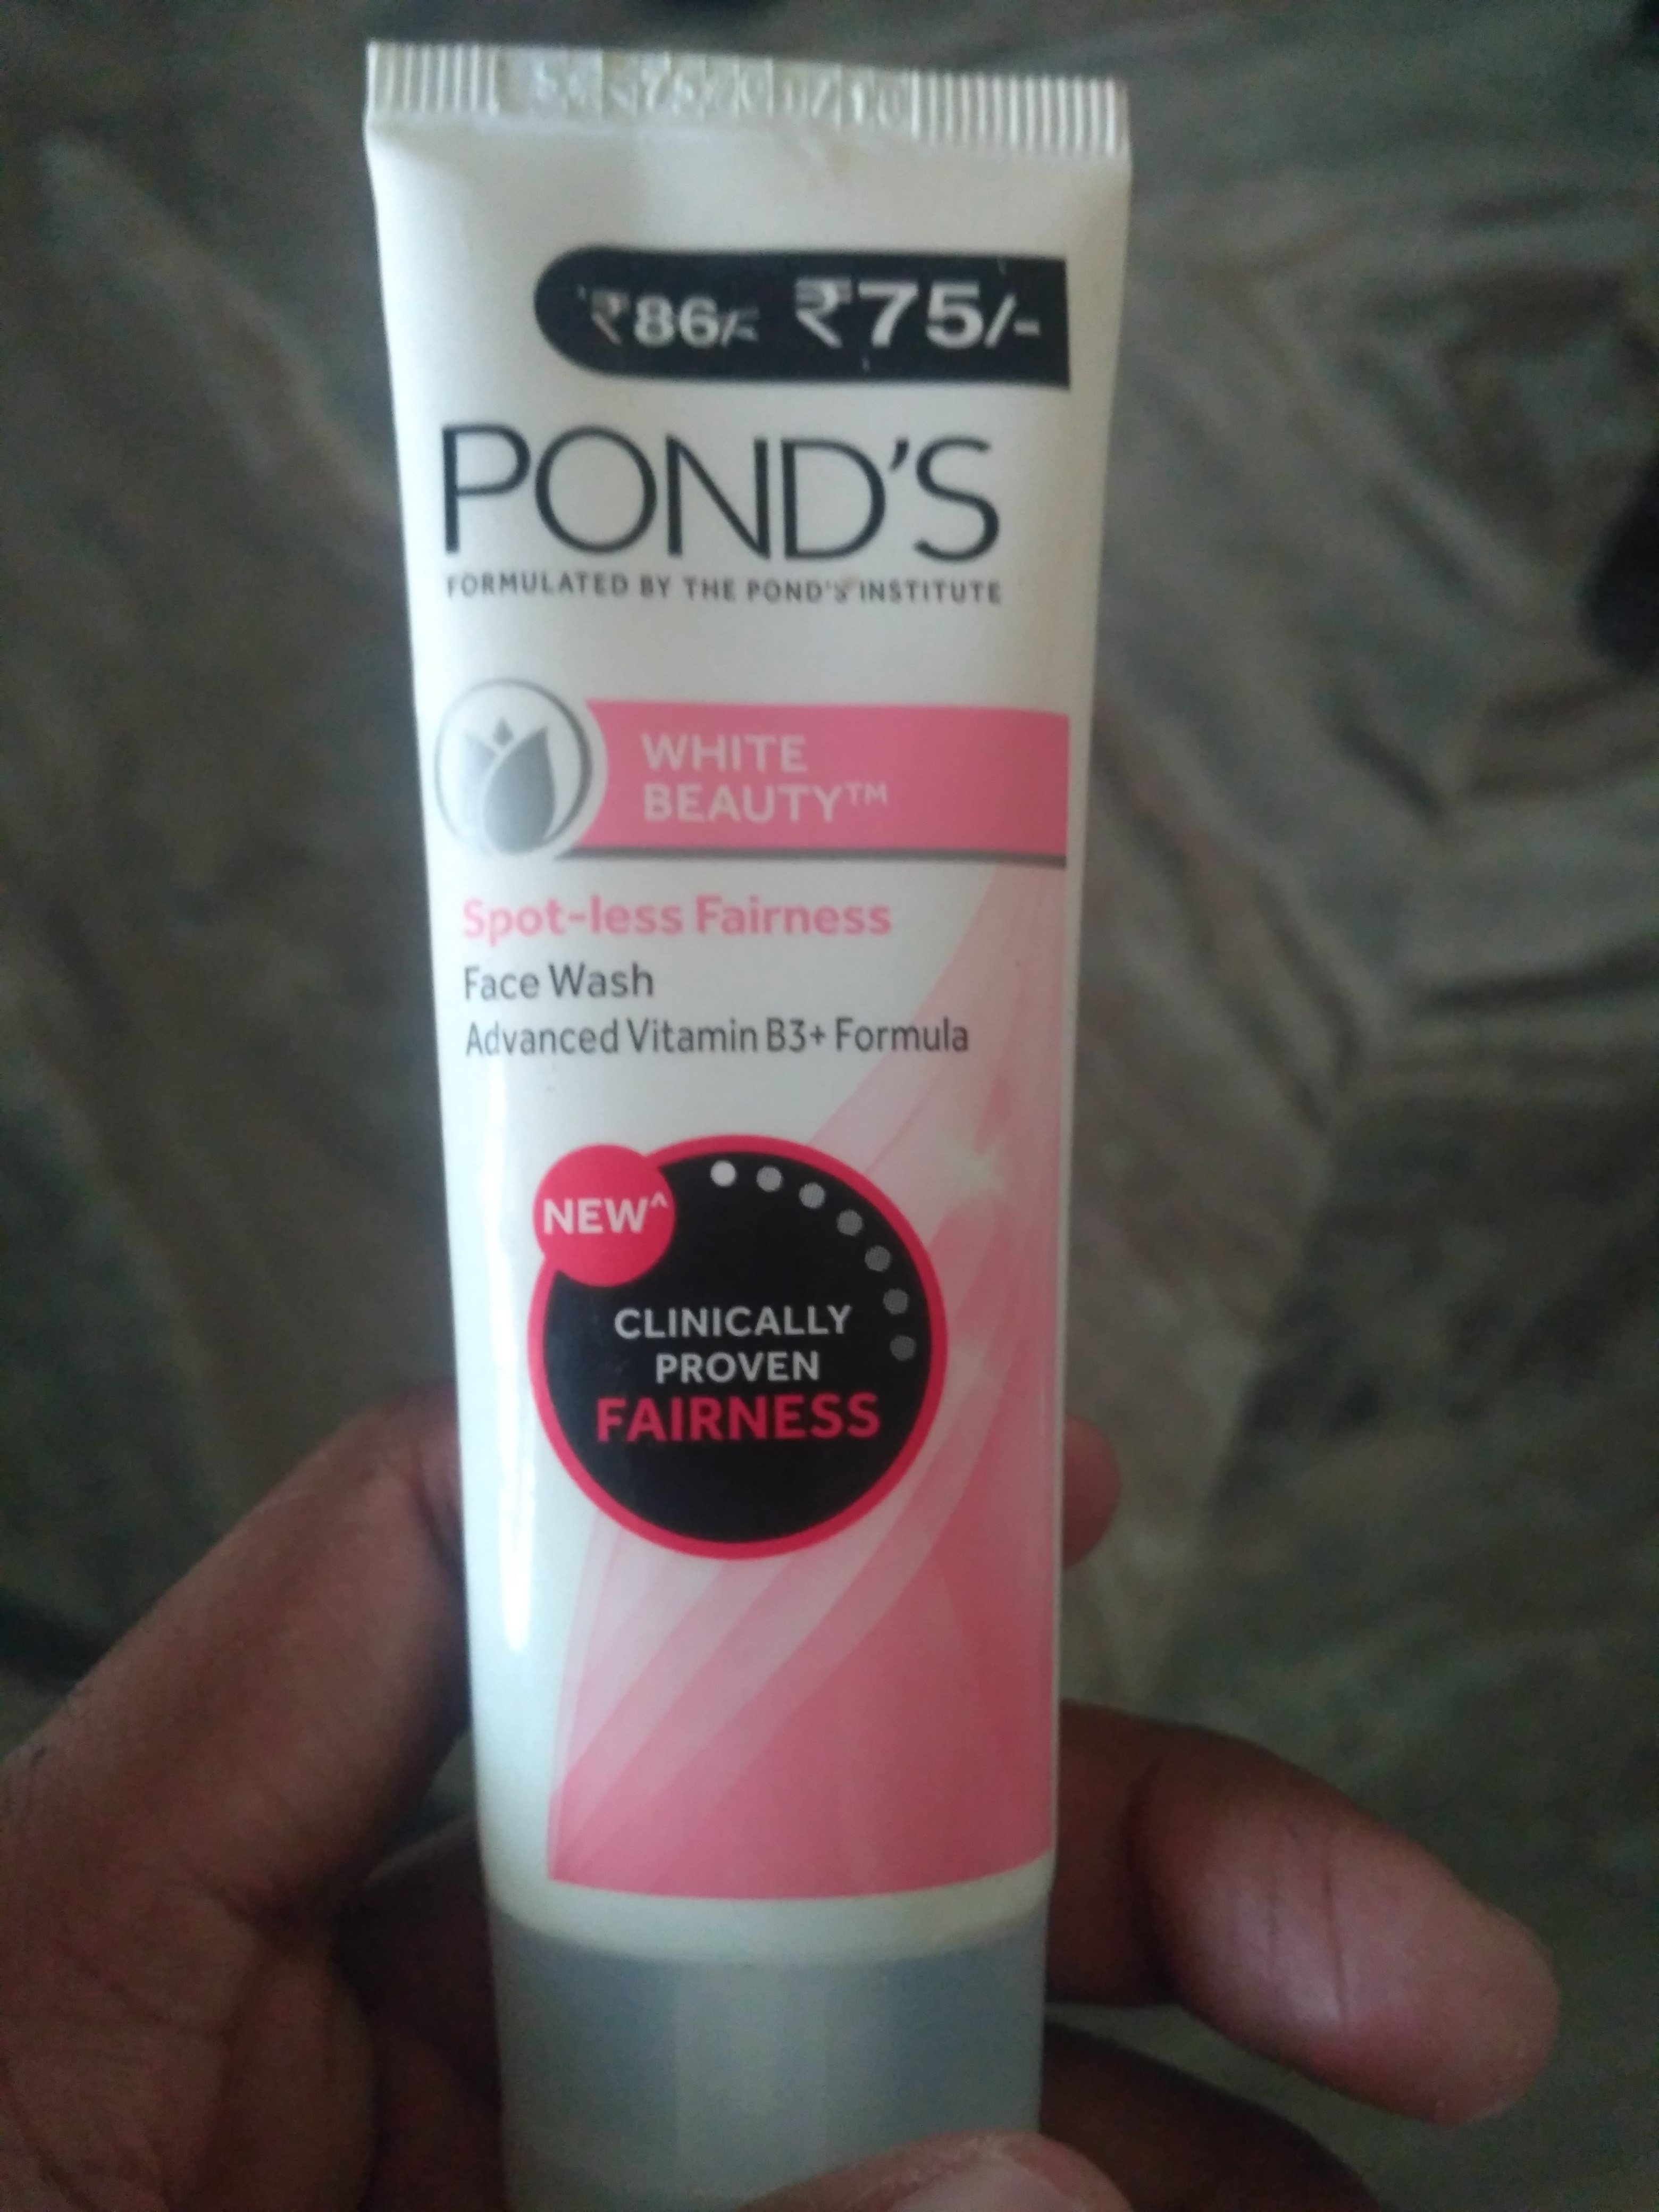 ₹86/- ₹75/-
POND'S
FORMULATED BY THE POND'S INSTITUTE
WHITE
BEAUTY™
Spot-less Fairness
Face Wash
Advanced Vitamin B3+ Formula
NEW^
CLINICALLY
PROVEN
FAIRNESS